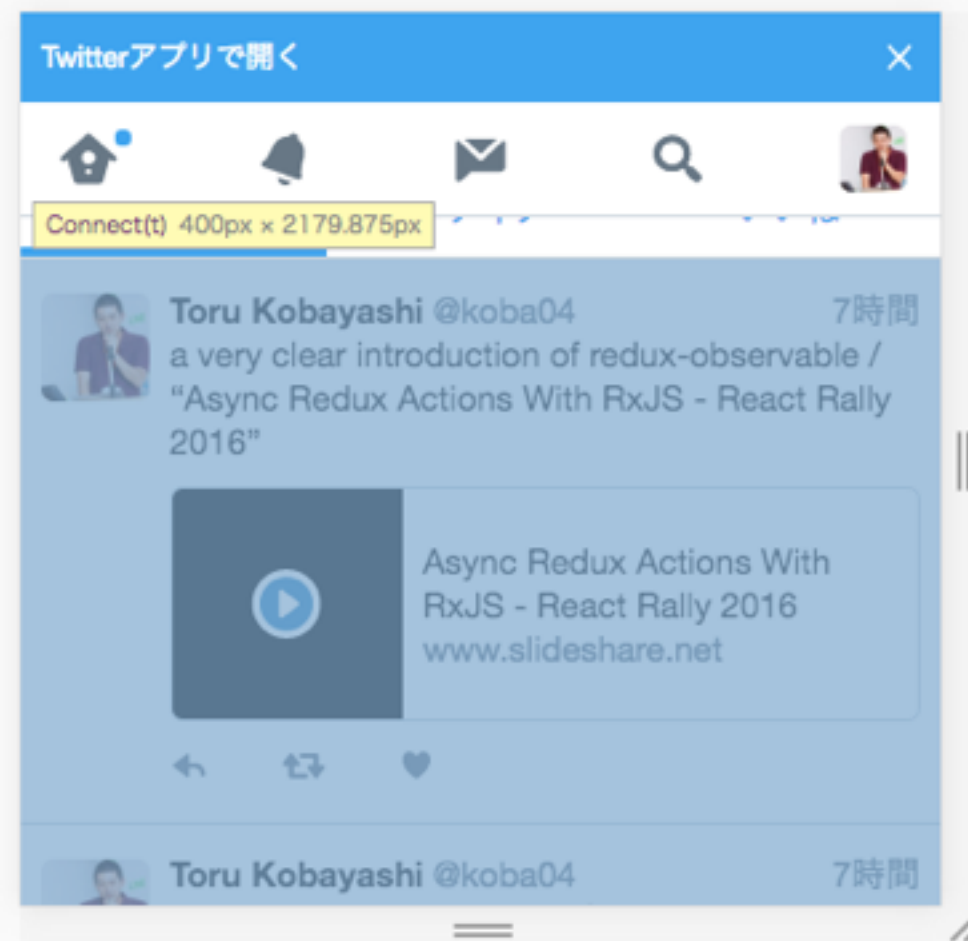 Twitterアプリで開く
Connect(t) 400px × 2179.875px
Toru Kobayashi @koba04 7時間
a very clear introduction of redux-observable /
“Async Redux Actions With RxJS - React Rally
2016”
Async Redux Actions With
RxJS - React Rally 2016
www.slideshare.net
Toru Kobayashi @koba04 7時間